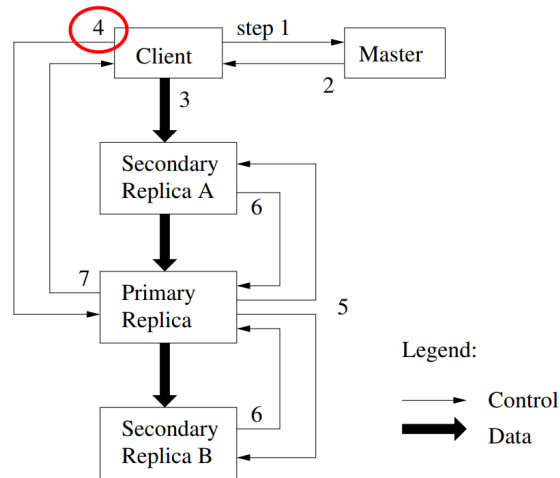 4
step 1
Client
Master
2
3
Secondary
Replica A
6
7
Primary
Replica
5
Legend:
Control
6
Secondary
Replica B
Data